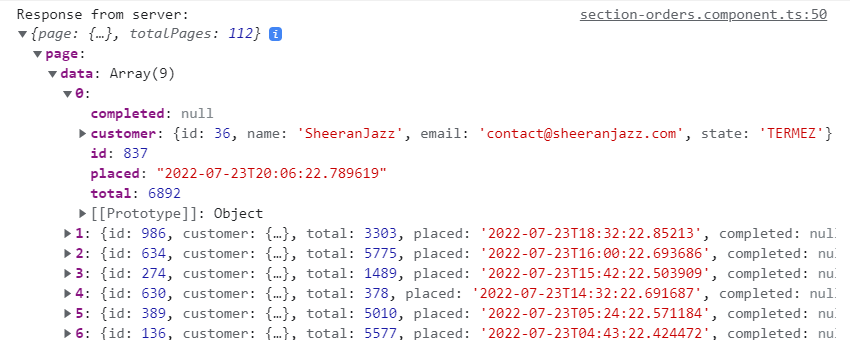 Response from server: section-orders.component.ts:50
▼{page: {…}, totalPages: 112} i
▼page:
▼data: Array(9)
▼0:
completed: null
▶customer: {id: 36, name: 'SheeranJazz', email: 'contact@sheeranjazz.com', state: 'TERMEZ'}
id: 837
placed: "2022-07-23T20:06:22.789619"
total: 6892
▶[[Prototype]]: Object
▶1: {id: 986, customer: {…}, total: 3303, placed: '2022-07-23T18:32:22.85213', completed: nul
▶2: {id: 634, customer: {…}, total: 5775, placed: '2022-07-23T16:00:22.693686', completed: nu
▶3: {id: 274, customer: {…}, total: 1489, placed: '2022-07-23T15:42:22.503909', completed: nu
▶4: {id: 630, customer: {…}, total: 378, placed: '2022-07-23T14:32:22.691687', completed: nul
▶5: {id: 389, customer: {…}, total: 5010, placed: '2022-07-23T05:24:22.571184', completed: nu
▶6: {id: 136, customer: {…}, total: 5577, placed: '2022-07-23T04:43:22.424472', completed: nu